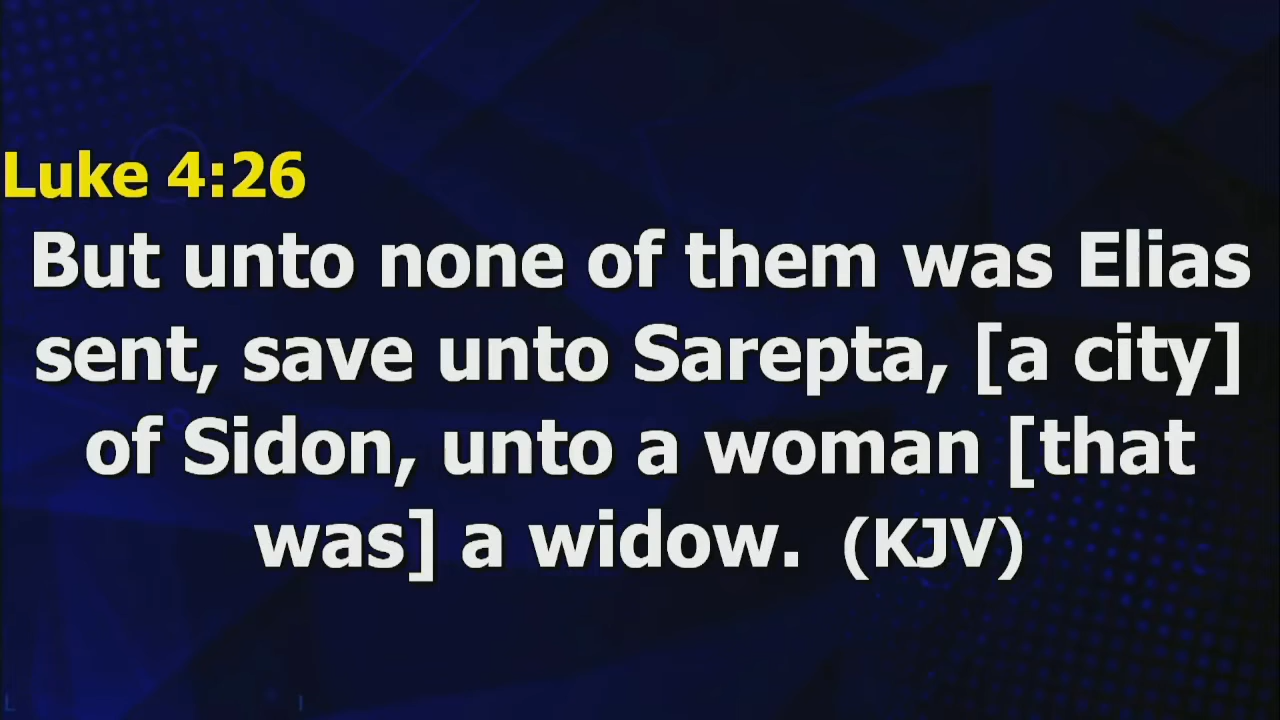 Luke 4:26
But unto none of them was Elias
sent, save unto Sarepta, [a city]
of Sidon, unto a woman [that
was] a widow. (KJV)